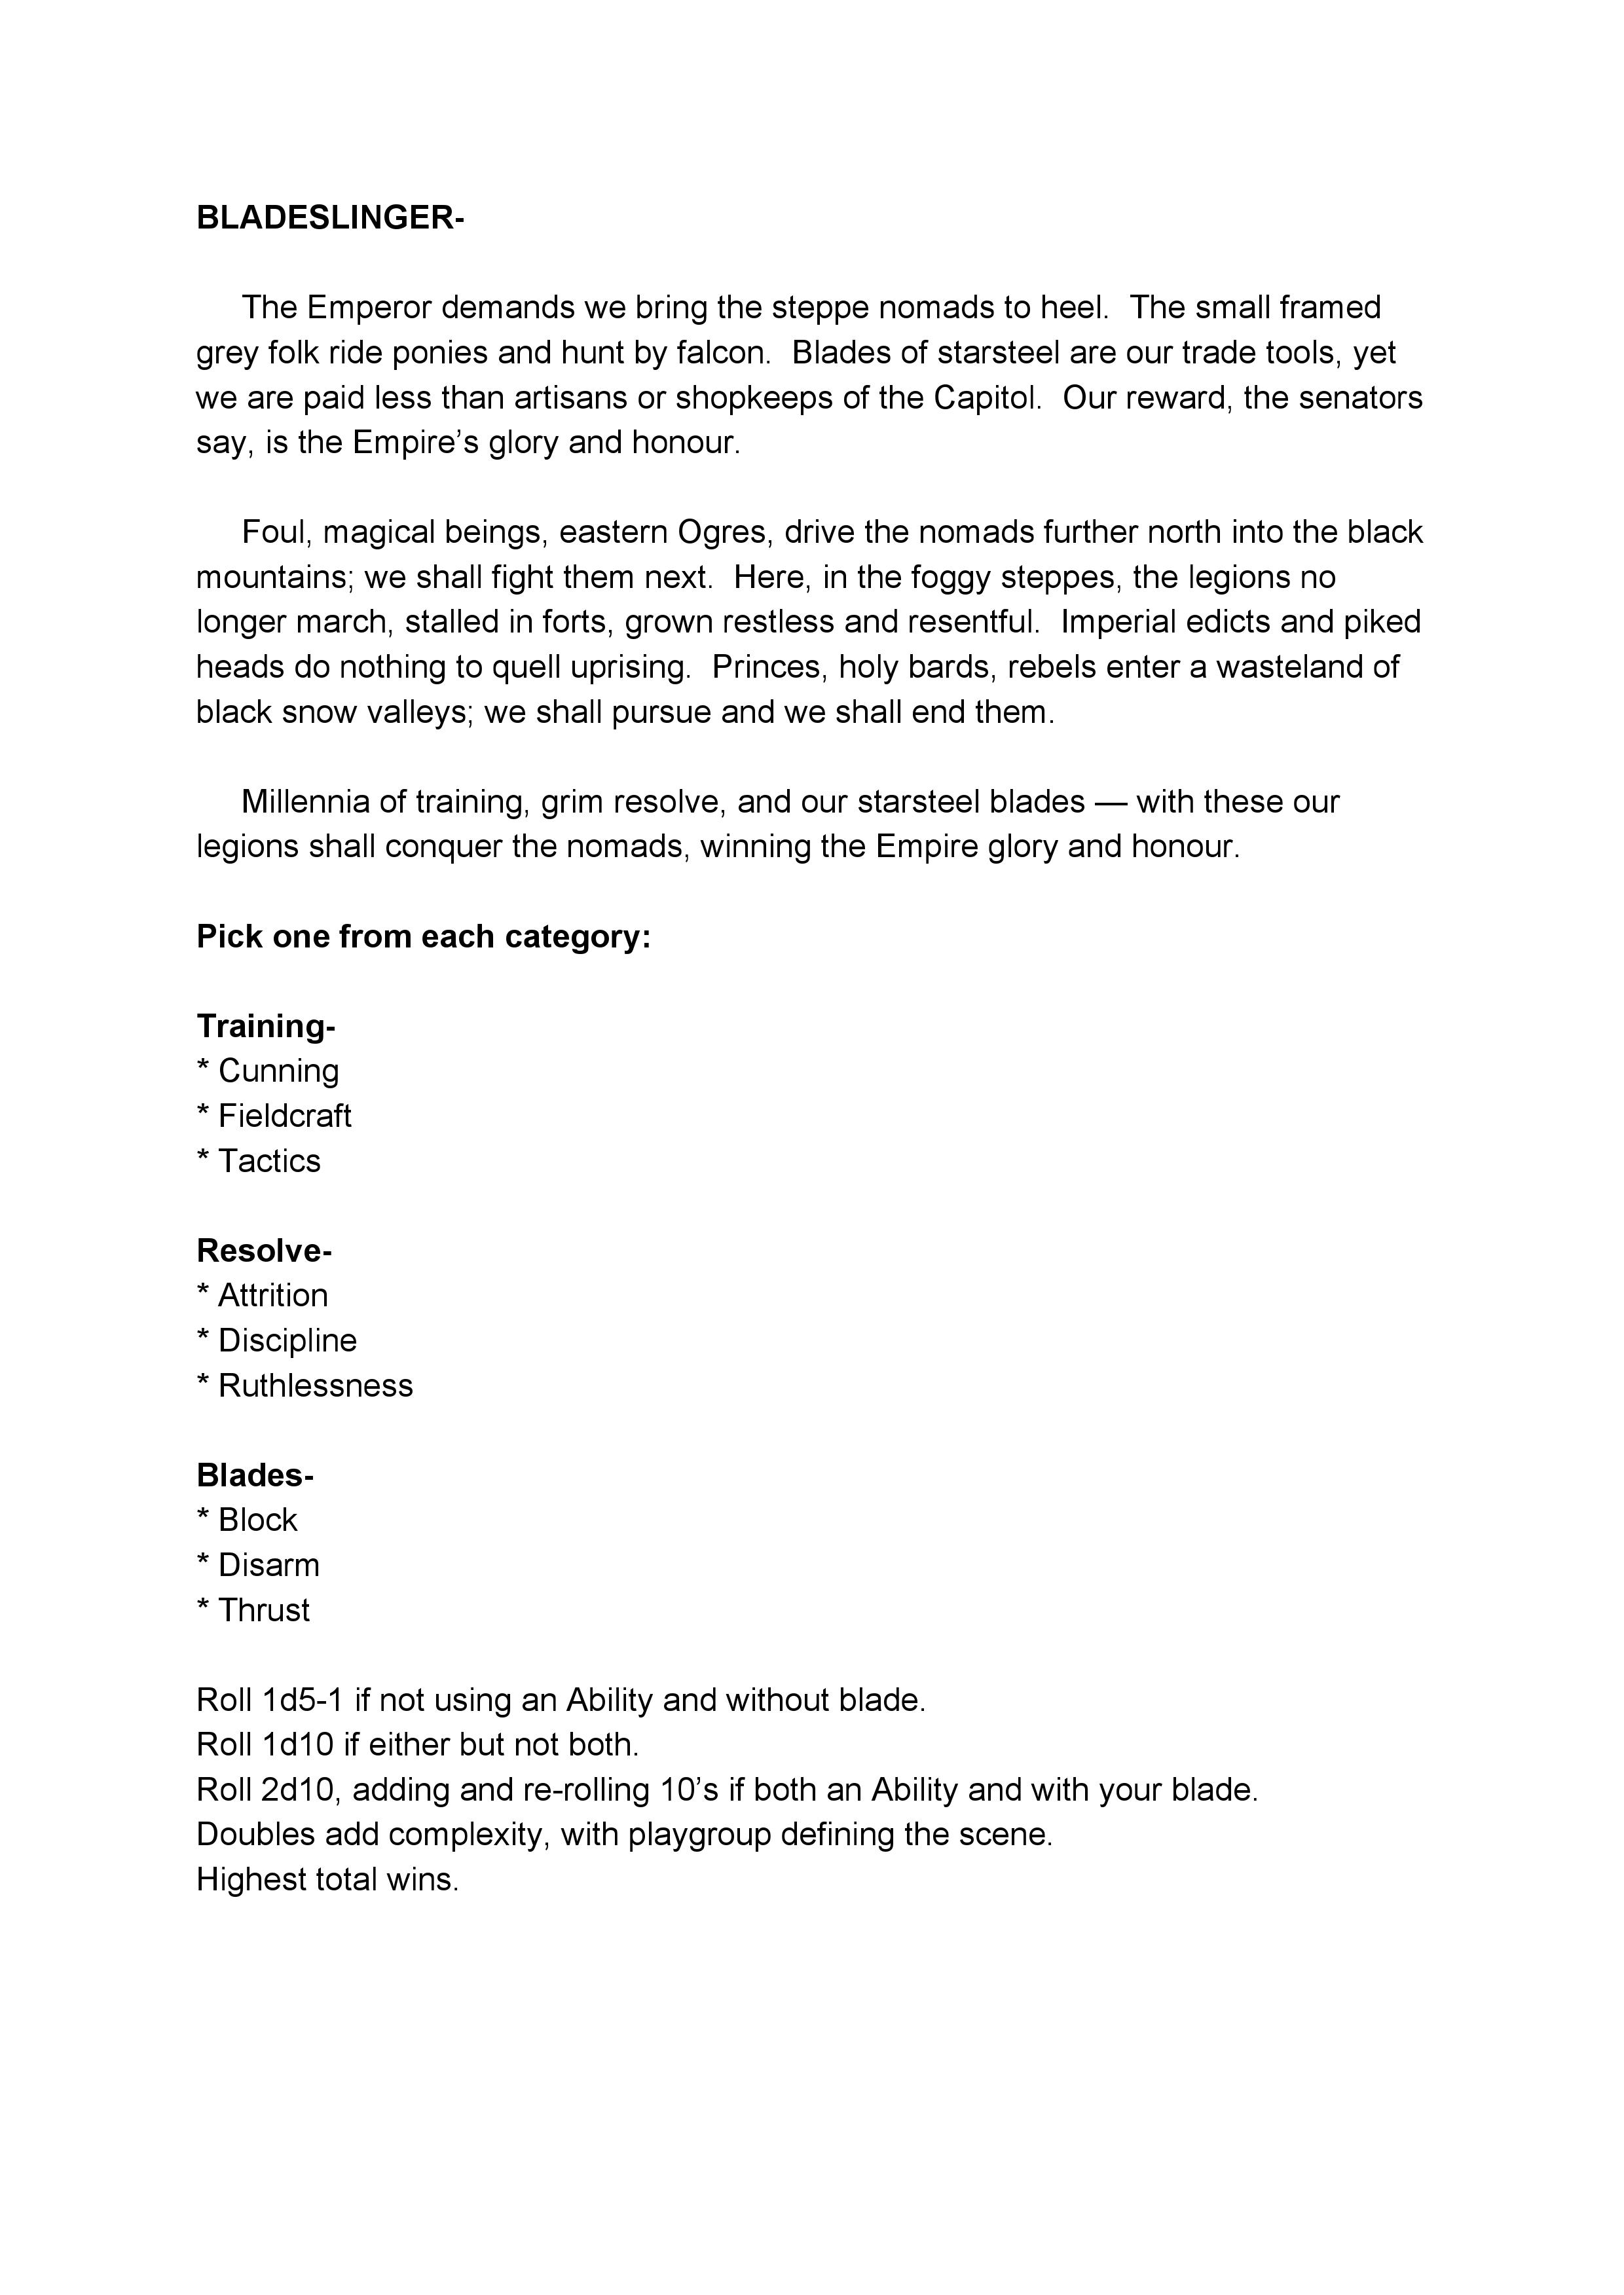 BLADESLINGER-
The Emperor demands we bring the steppe nomads to heel.  The small framed
grey folk ride ponies and hunt by falcon.  Blades of starsteel are our trade tools, yet
we are paid less than artisans or shopkeeps of the Capitol.  Our reward, the senators
say, is the Empire’s glory and honour.
Foul, magical beings, eastern Ogres, drive the nomads further north into the black
mountains; we shall fight them next.  Here, in the foggy steppes, the legions no
longer march, stalled in forts, grown restless and resentful.  Imperial edicts and piked
heads do nothing to quell uprising.  Princes, holy bards, rebels enter a wasteland of
black snow valleys; we shall pursue and we shall end them.
Millennia of training, grim resolve, and our starsteel blades — with these our
legions shall conquer the nomads, winning the Empire glory and honour.
Pick one from each category:
Training-
* Cunning
* Fieldcraft
* Tactics
Resolve-
* Attrition
* Discipline
* Ruthlessness
Blades-
* Block
* Disarm
* Thrust
Roll 1d5-1 if not using an Ability and without blade.
Roll 1d10 if either but not both.
Roll 2d10, adding and re-rolling 10’s if both an Ability and with your blade.
Doubles add complexity, with playgroup defining the scene.
Highest total wins.